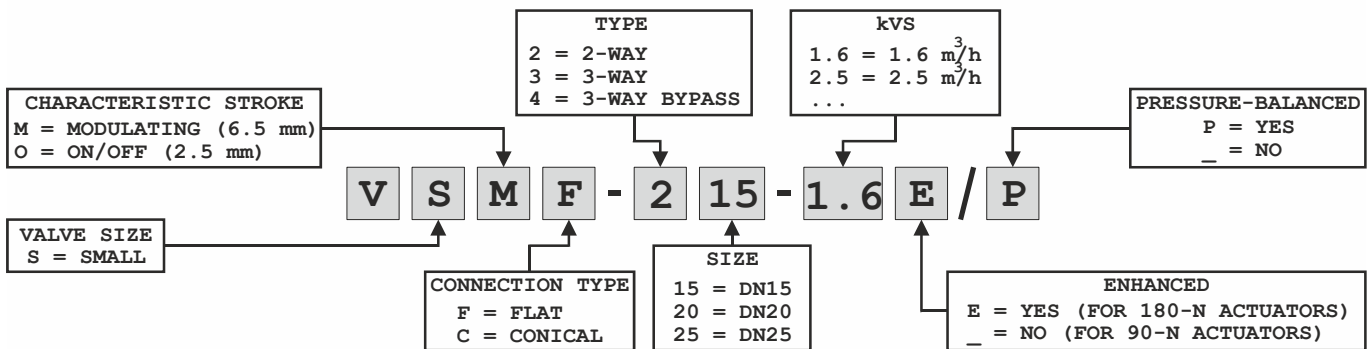 TYPE
2 = 2-WAY
3 = 3-WAY
4 = 3-WAY BYPASS
kVS
1.6 = 1.6 m³/h
2.5 = 2.5 m³/h
...
CHARACTERISTIC STROKE
M = MODULATING (6.5 mm)
O = ON/OFF (2.5 mm)
PRESSURE-BALANCED
P = YES
_ = NO
V S M F - 2 15 - 1.6 E / P
VALVE SIZE
S = SMALL
CONNECTION TYPE
F = FLAT
C = CONICAL
SIZE
15 = DN15
20 = DN20
25 = DN25
ENHANCED
E = YES (FOR 180-N ACTUATORS)
_ = NO (FOR 90-N ACTUATORS)